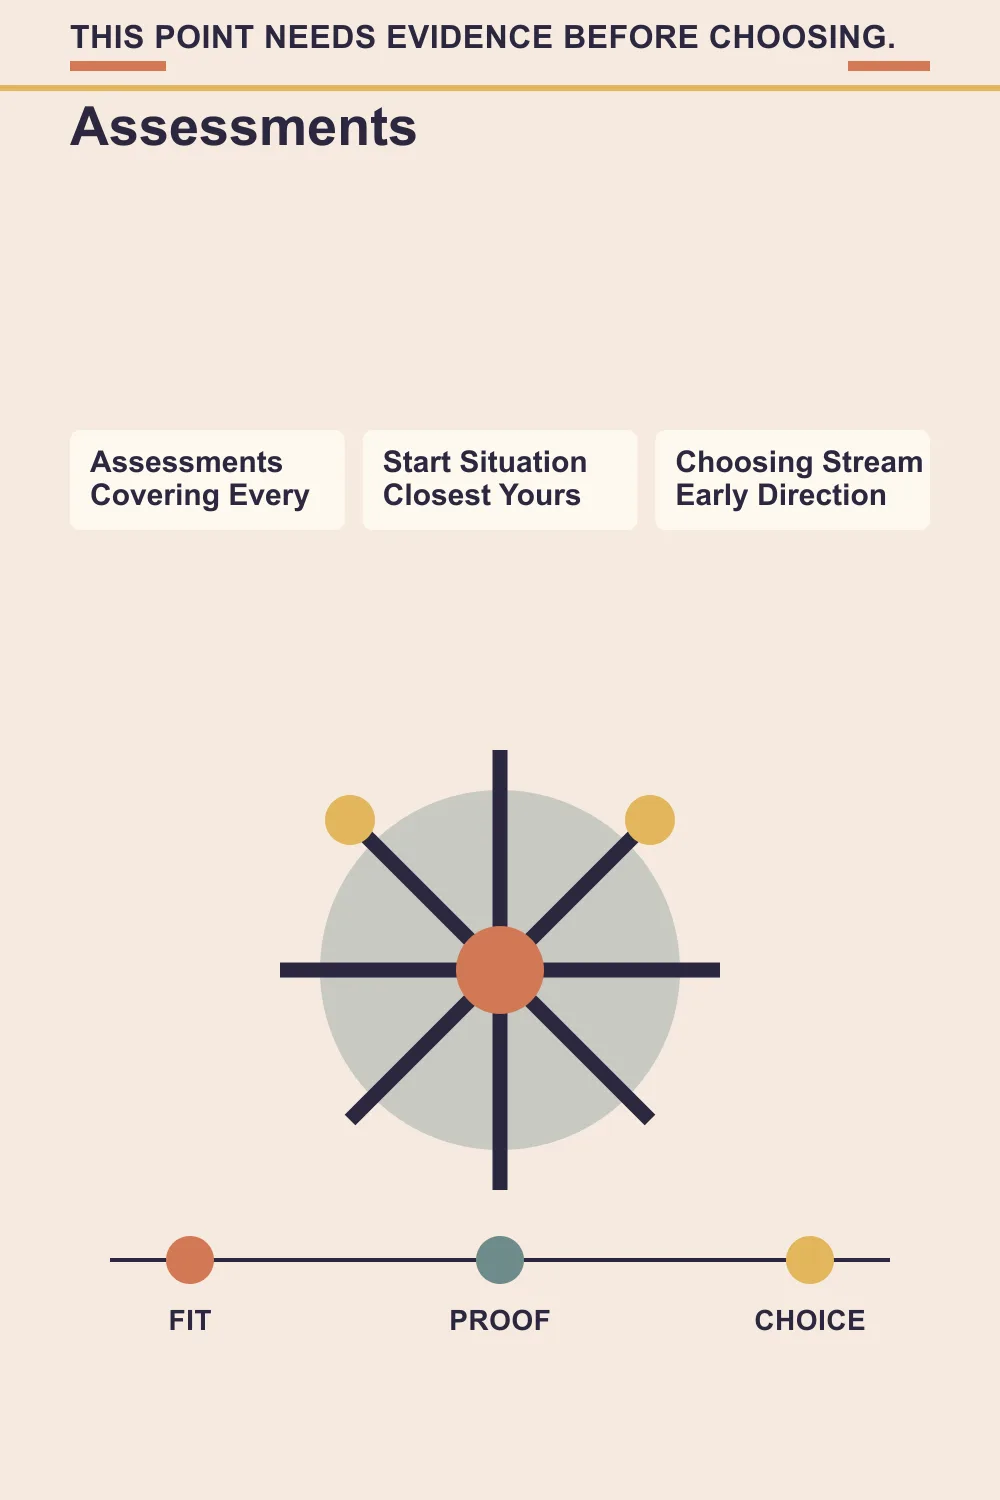 THIS POINT NEEDS EVIDENCE BEFORE CHOOSING.
Assessments
Assessments
Covering Every
Start Situation
Closest Yours
Choosing Stream
Early Direction
FIT
PROOF
CHOICE